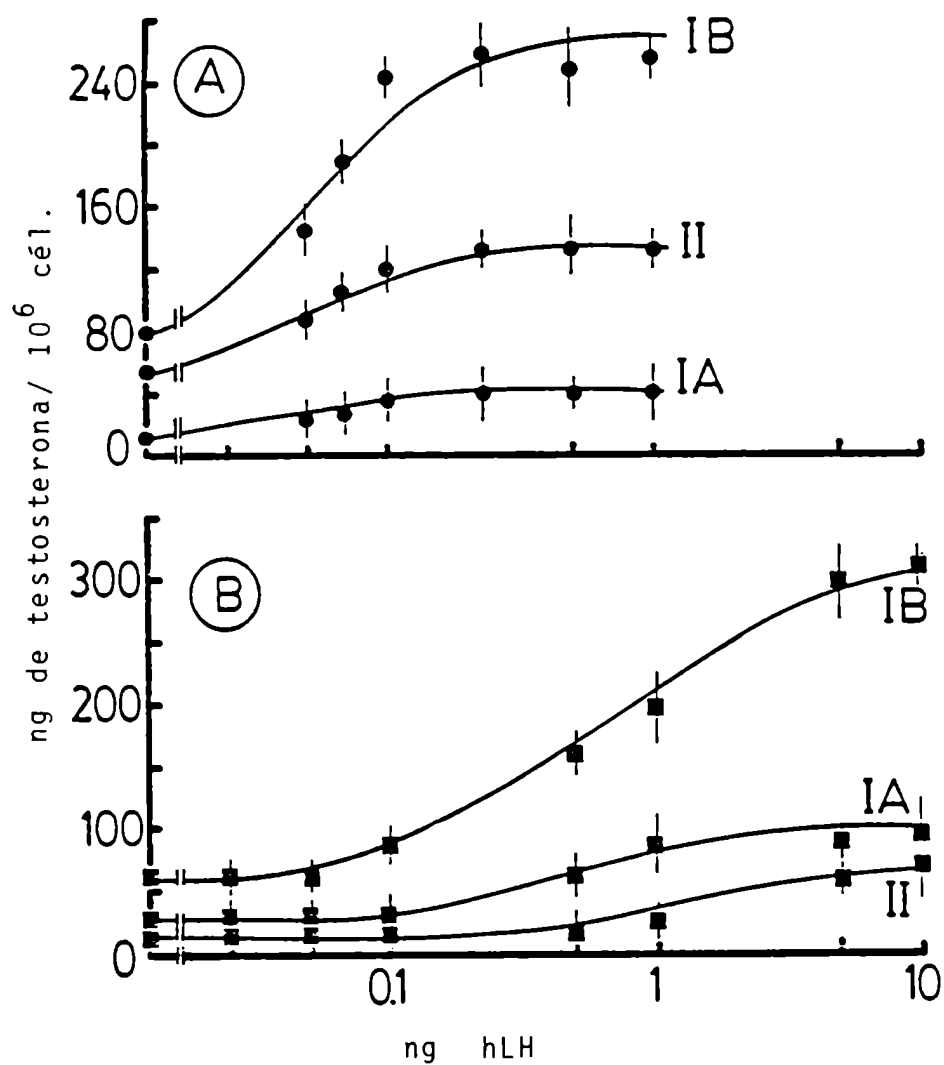 A
IB
240
160
II
80
IA
0
B
300
IB
200
IA
100
II
0
0.1
1
10
ng hLH
ng de testosterona/ 10⁶ cél.